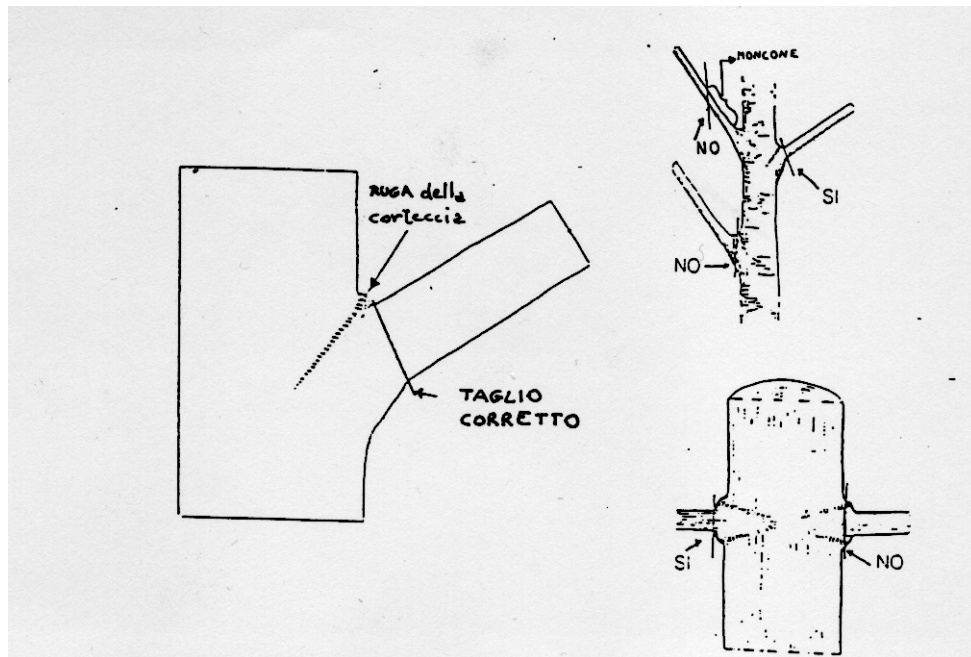 RUGA della
corteccia
TAGLIO
CORRETTO
MONCONE
NO
SI
NO
Si
NO